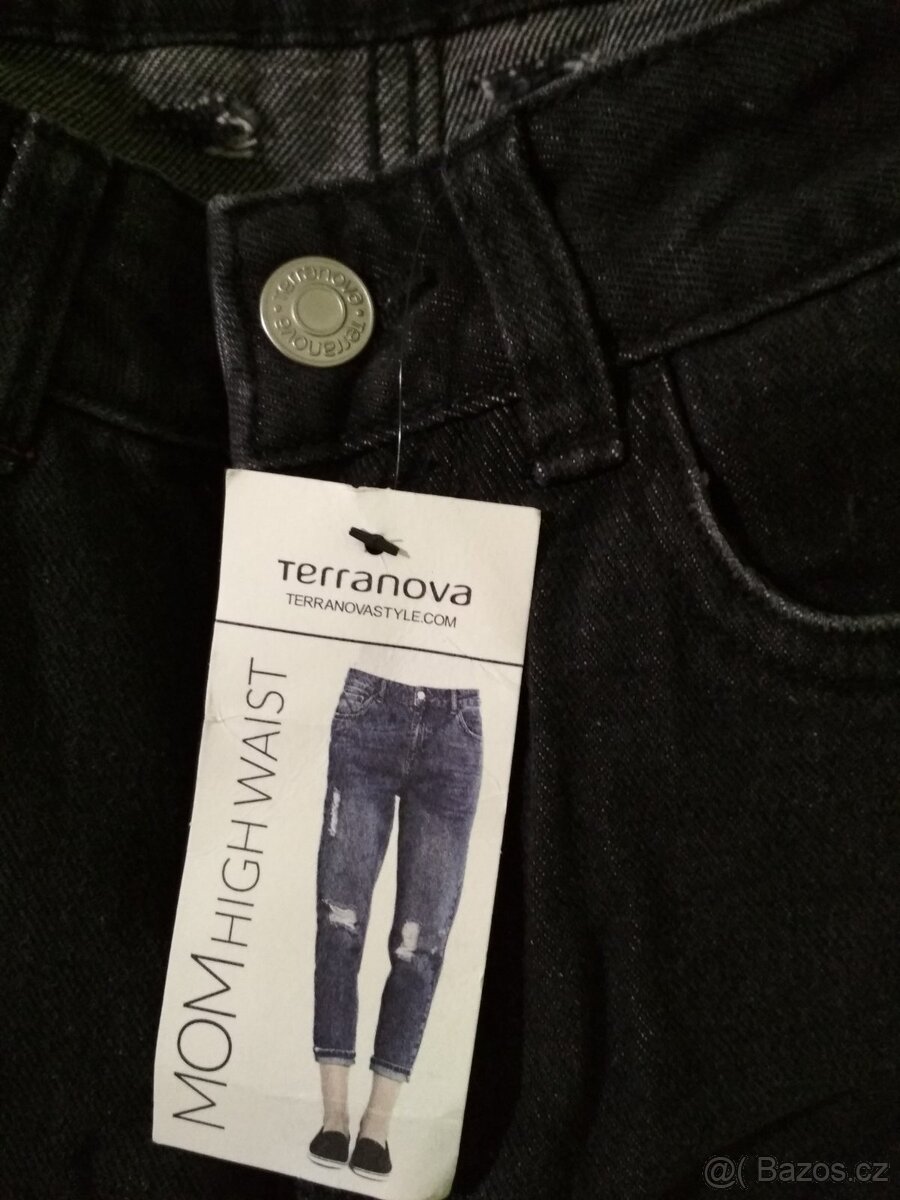 Terranova • Terranova •
Terranova
TERRANOVASTYLE.COM
MOM HIGH WAIST
@( Bazos.cz